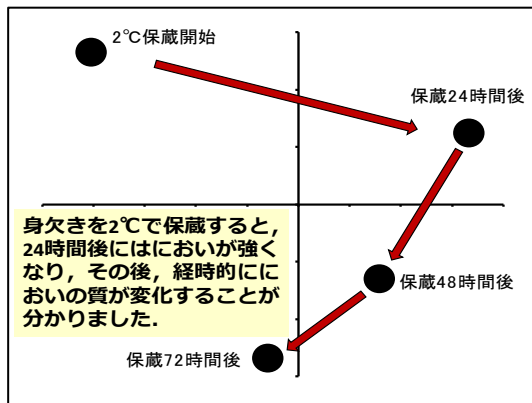 2℃保蔵開始
保蔵24時間後
身欠きを2℃で保蔵すると，
24時間後にはにおいが強く
なり，その後，経時的にに
おいの質が変化することが
分かりました．
保蔵48時間後
保蔵72時間後